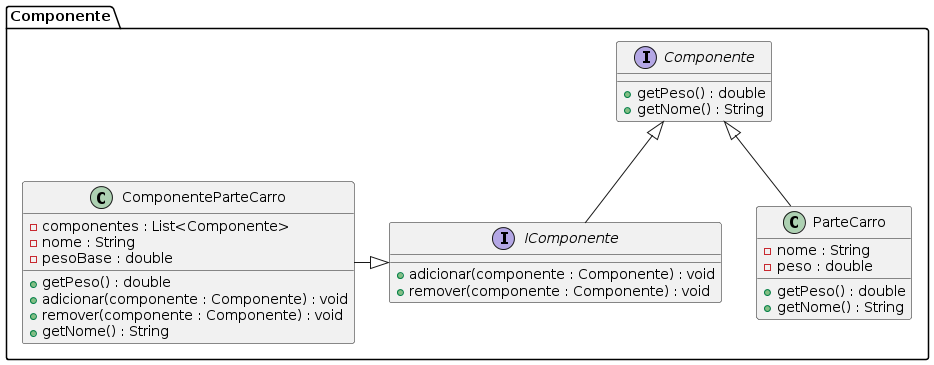 Componente
I Componente
getPeso() : double
getNome() : String
C ComponenteParteCarro
componentes : List<Componente>
nome : String
pesoBase : double
getPeso() : double
adicionar(componente : Componente) : void
remover(componente : Componente) : void
getNome() : String
I IComponente
adicionar(componente : Componente) : void
remover(componente : Componente) : void
C ParteCarro
nome : String
peso : double
getPeso() : double
getNome() : String